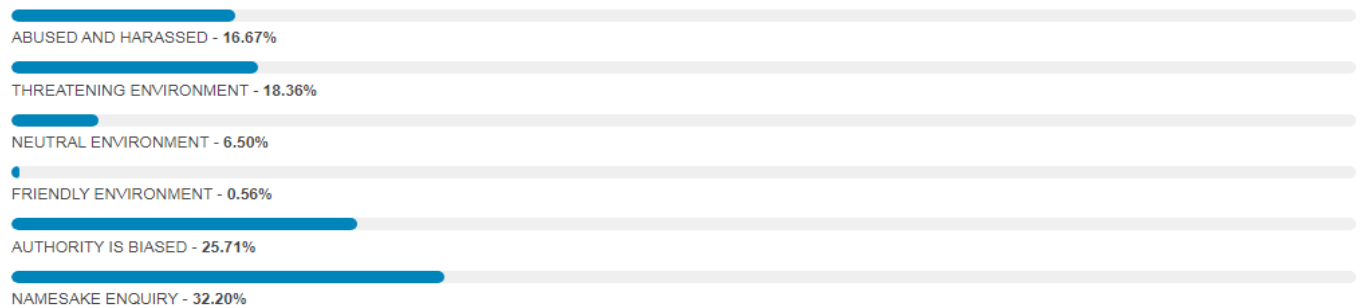 ABUSED AND HARASSED - 16.67%
THREATENING ENVIRONMENT - 18.36%
NEUTRAL ENVIRONMENT - 6.50%
FRIENDLY ENVIRONMENT - 0.56%
AUTHORITY IS BIASED - 25.71%
NAMESAKE ENQUIRY - 32.20%